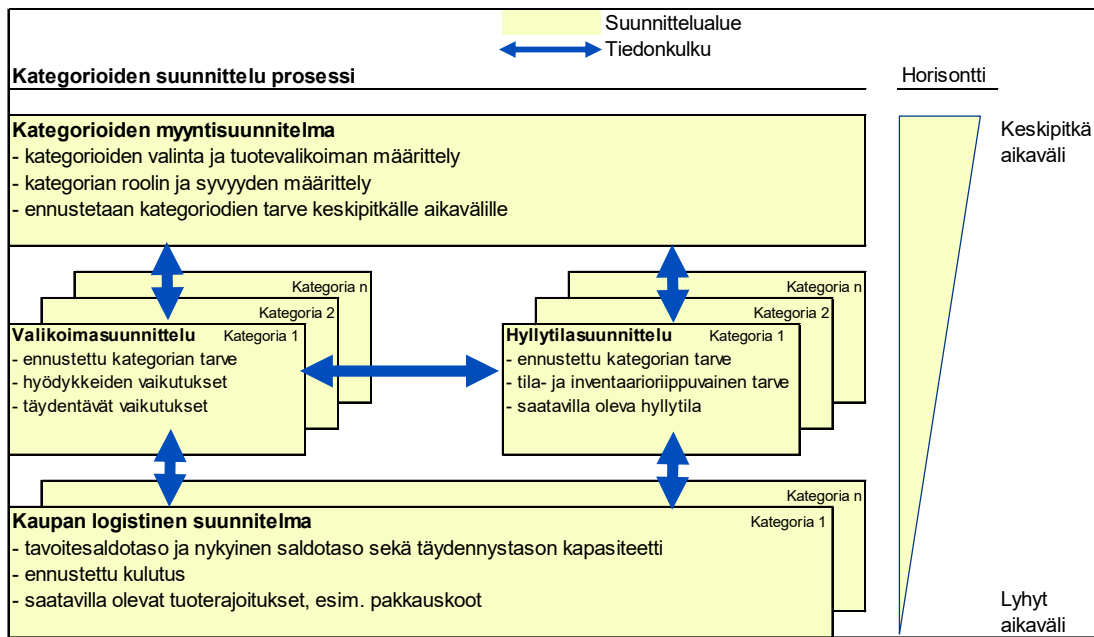 Suunnittelualue
Tiedonkulku
Kategorioiden suunnittelu prosessi
Horisontti
Kategorioiden myyntisuunnitelma
- kategorioiden valinta ja tuotevalikoiman määrittely
- kategorian roolin ja syvyyden määrittely
- ennustetaan kategoriodien tarve keskipitkälle aikavälille
Keskipitkä
aikaväli
Kategoria n
Kategoria 2
Valikoimasuunnittelu Kategoria 1
- ennustettu kategorian tarve
- hyödykkeiden vaikutukset
- täydentävät vaikutukset
Kategoria n
Kategoria 2
Hyllytilasuunnittelu Kategoria 1
- ennustettu kategorian tarve
- tila- ja inventaarioriippuvainen tarve
- saatavilla oleva hyllytila
Kategoria n
Kaupan logistinen suunnitelma Kategoria 1
- tavoitesaldotaso ja nykyinen saldotaso sekä täydennystason kapasiteetti
- ennustettu kulutus
- saatavilla olevat tuoterajoitukset, esim. pakkauskoot
Lyhyt
aikaväli